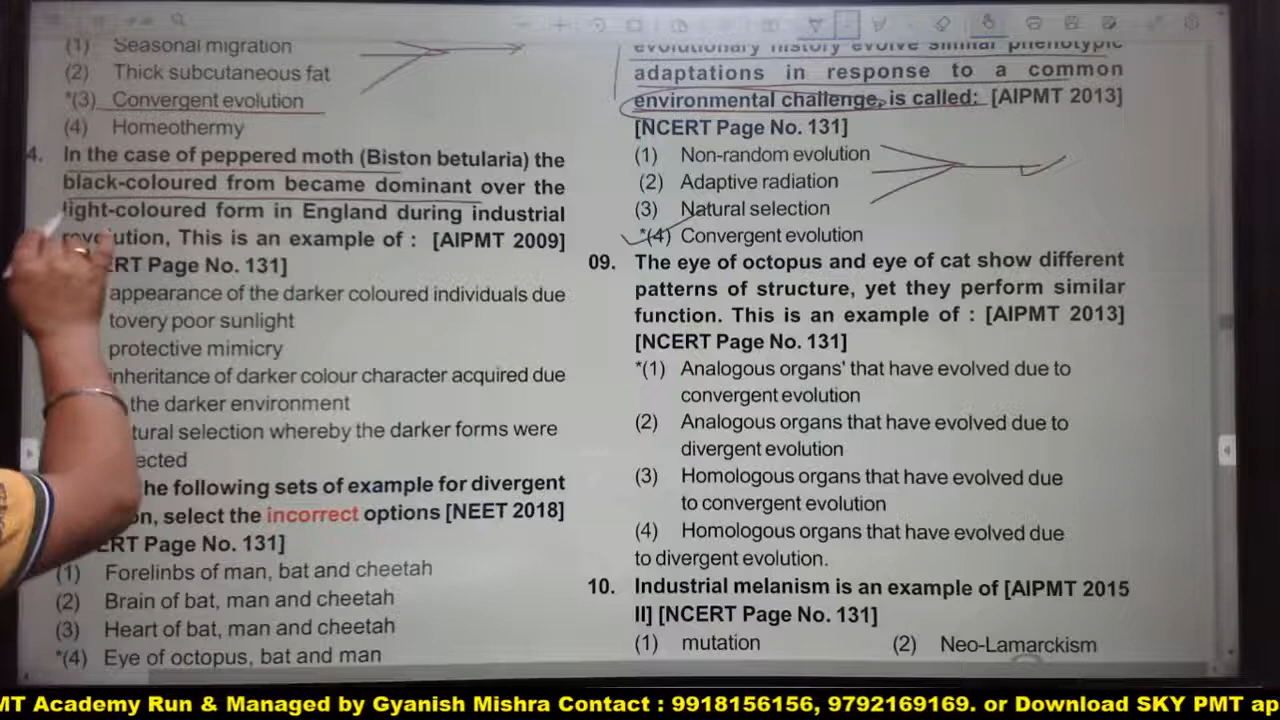 (1) Seasonal migration
(2) Thick subcutaneous fat
*(3) Convergent evolution
(4) Homeothermy
4. In the case of peppered moth (Biston betularia) the
black-coloured from became dominant over the
light-coloured form in England during industrial
revolution, This is an example of : [AIPMT 2009]
ERT Page No. 131]
appearance of the darker coloured individuals due
tovery poor sunlight
protective mimicry
inheritance of darker colour character acquired due
the darker environment
tural selection whereby the darker forms were
ected
he following sets of example for divergent
on, select the incorrect options [NEET 2018]
ERT Page No. 131]
(1) Forelinbs of man, bat and cheetah
(2) Brain of bat, man and cheetah
(3) Heart of bat, man and cheetah
*(4) Eye of octopus, bat and man
evolutionary history evolve similar phenotypic
adaptations in response to a common
environmental challenge, is called: [AIPMT 2013]
[NCERT Page No. 131]
(1) Non-random evolution
(2) Adaptive radiation
(3) Natural selection
*(4) Convergent evolution
09. The eye of octopus and eye of cat show different
patterns of structure, yet they perform similar
function. This is an example of : [AIPMT 2013]
[NCERT Page No. 131]
*(1) Analogous organs' that have evolved due to
convergent evolution
(2) Analogous organs that have evolved due to
divergent evolution
(3) Homologous organs that have evolved due
to convergent evolution
(4) Homologous organs that have evolved due
to divergent evolution.
10. Industrial melanism is an example of [AIPMT 2015
II] [NCERT Page No. 131]
(1) mutation (2) Neo-Lamarckism
MT Academy Run & Managed by Gyanish Mishra Contact : 9918156156, 9792169169. or Download SKY PMT ap